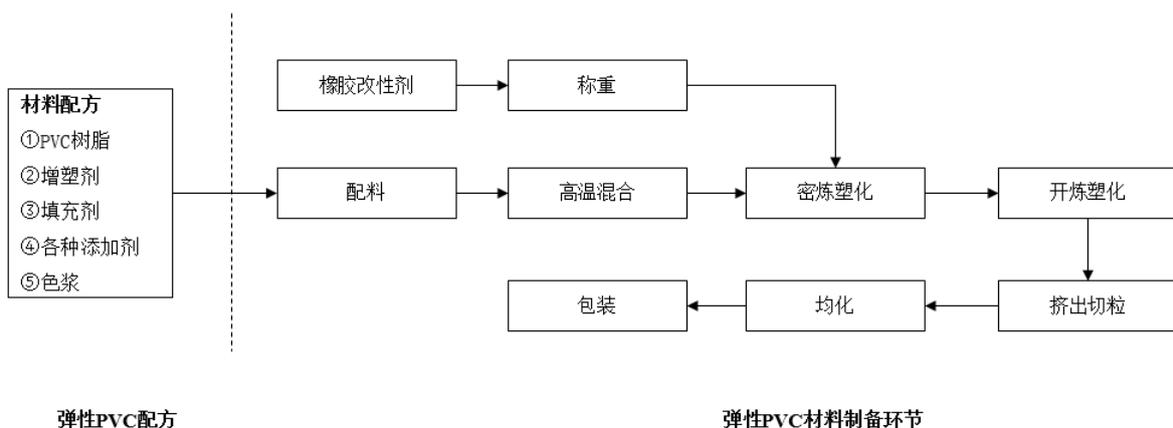 材料配方
①PVC树脂
②增塑剂
③填充剂
④各种添加剂
⑤色浆
橡胶改性剂
称重
配料
高温混合
密炼塑化
开炼塑化
包装
均化
挤出切粒
弹性PVC配方
弹性PVC材料制备环节